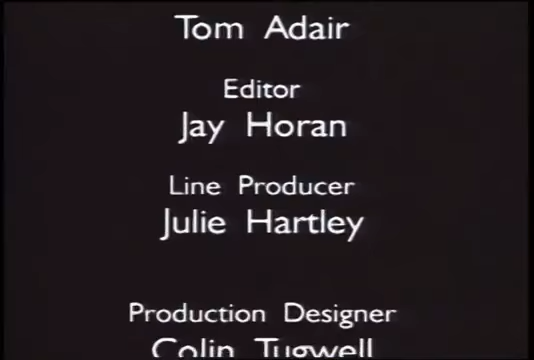 Tom Adair
Editor
Jay Horan
Line Producer
Julie Hartley
Production Designer
Colin Tugwell